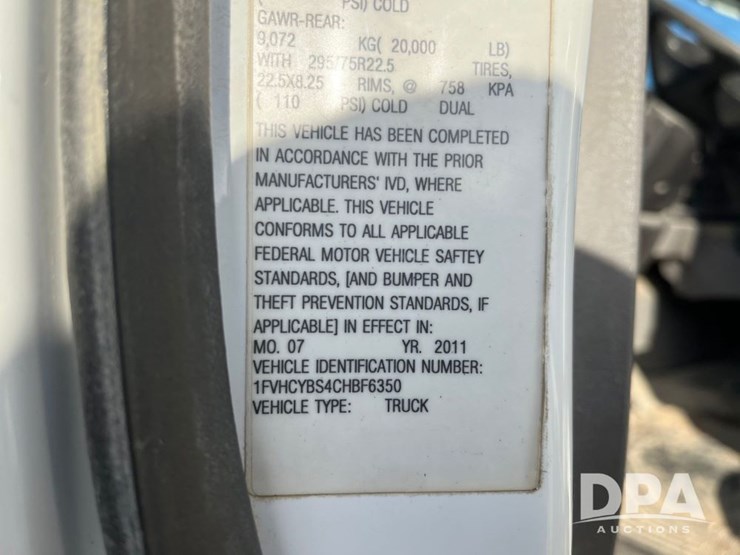 ( PSI) COLD
GAWR-REAR:
9,072 KG( 20,000 LB)
WITH 295/75R22.5 TIRES,
22.5X8.25 RIMS, @ 758 KPA
( 110 PSI) COLD DUAL
THIS VEHICLE HAS BEEN COMPLETED
IN ACCORDANCE WITH THE PRIOR
MANUFACTURERS' IVD, WHERE
APPLICABLE. THIS VEHICLE
CONFORMS TO ALL APPLICABLE
FEDERAL MOTOR VEHICLE SAFTEY
STANDARDS, [AND BUMPER AND
THEFT PREVENTION STANDARDS, IF
APPLICABLE] IN EFFECT IN:
MO. 07 YR. 2011
VEHICLE IDENTIFICATION NUMBER:
1FVHCYBS4CHBF6350
VEHICLE TYPE: TRUCK
DPA
AUCTIONS